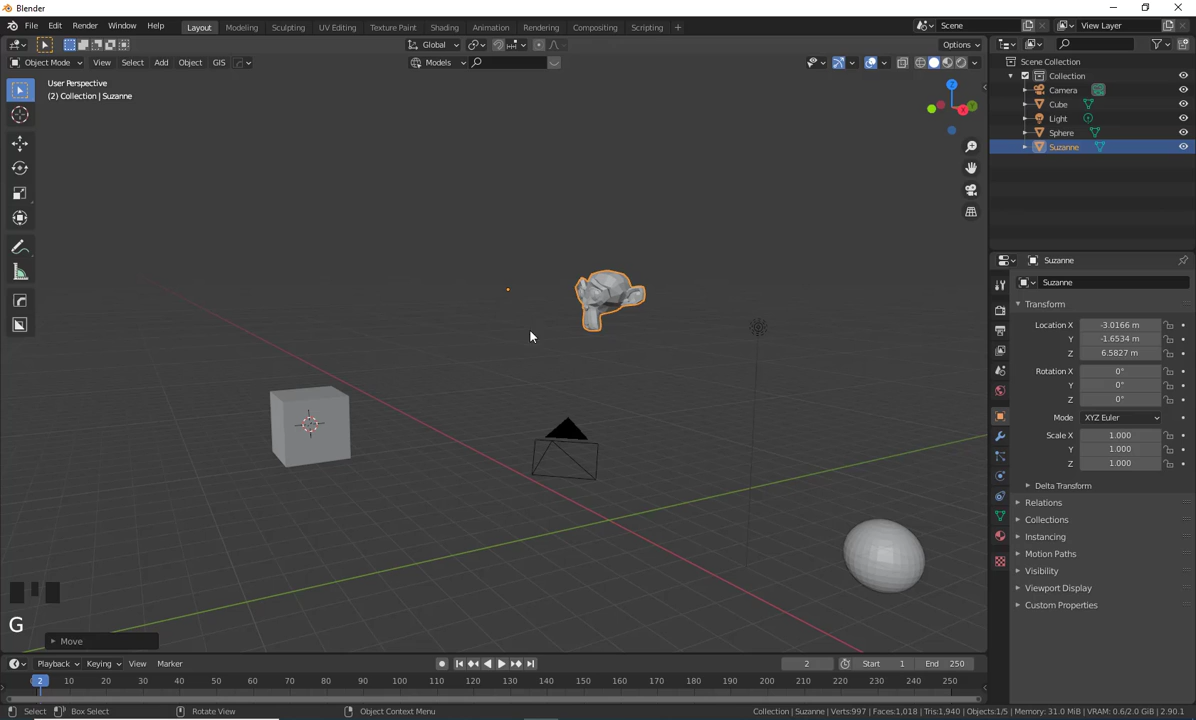 Blender
File Edit Render Window Help Layout Modeling Sculpting UV Editing Texture Paint Shading Animation Rendering Compositing Scripting + Scene View Layer
Global Options
Object Mode View Select Add Object GIS Models
User Perspective
(2) Collection | Suzanne
Z
Y
X
Scene Collection
Collection
Camera
Cube
Light
Sphere
Suzanne
Suzanne
Suzanne
Transform
Location X -3.0166 m
Y -1.6534 m
Z 6.5827 m
Rotation X 0°
Y 0°
Z 0°
Mode XYZ Euler
Scale X 1.000
Y 1.000
Z 1.000
Delta Transform
Relations
Collections
Instancing
Motion Paths
Visibility
Viewport Display
Custom Properties
G
Move
Playback Keying View Marker 2 Start 1 End 250
2 10 20 30 40 50 60 70 80 90 100 110 120 130 140 150 160 170 180 190 200 210 220 230 240 250
Select Box Select Rotate View Object Context Menu Collection | Suzanne | Verts:997 | Faces:1,018 | Tris:1,940 | Objects:1/5 | Memory: 31.0 MiB | VRAM: 0.6/2.0 GiB | 2.90.1